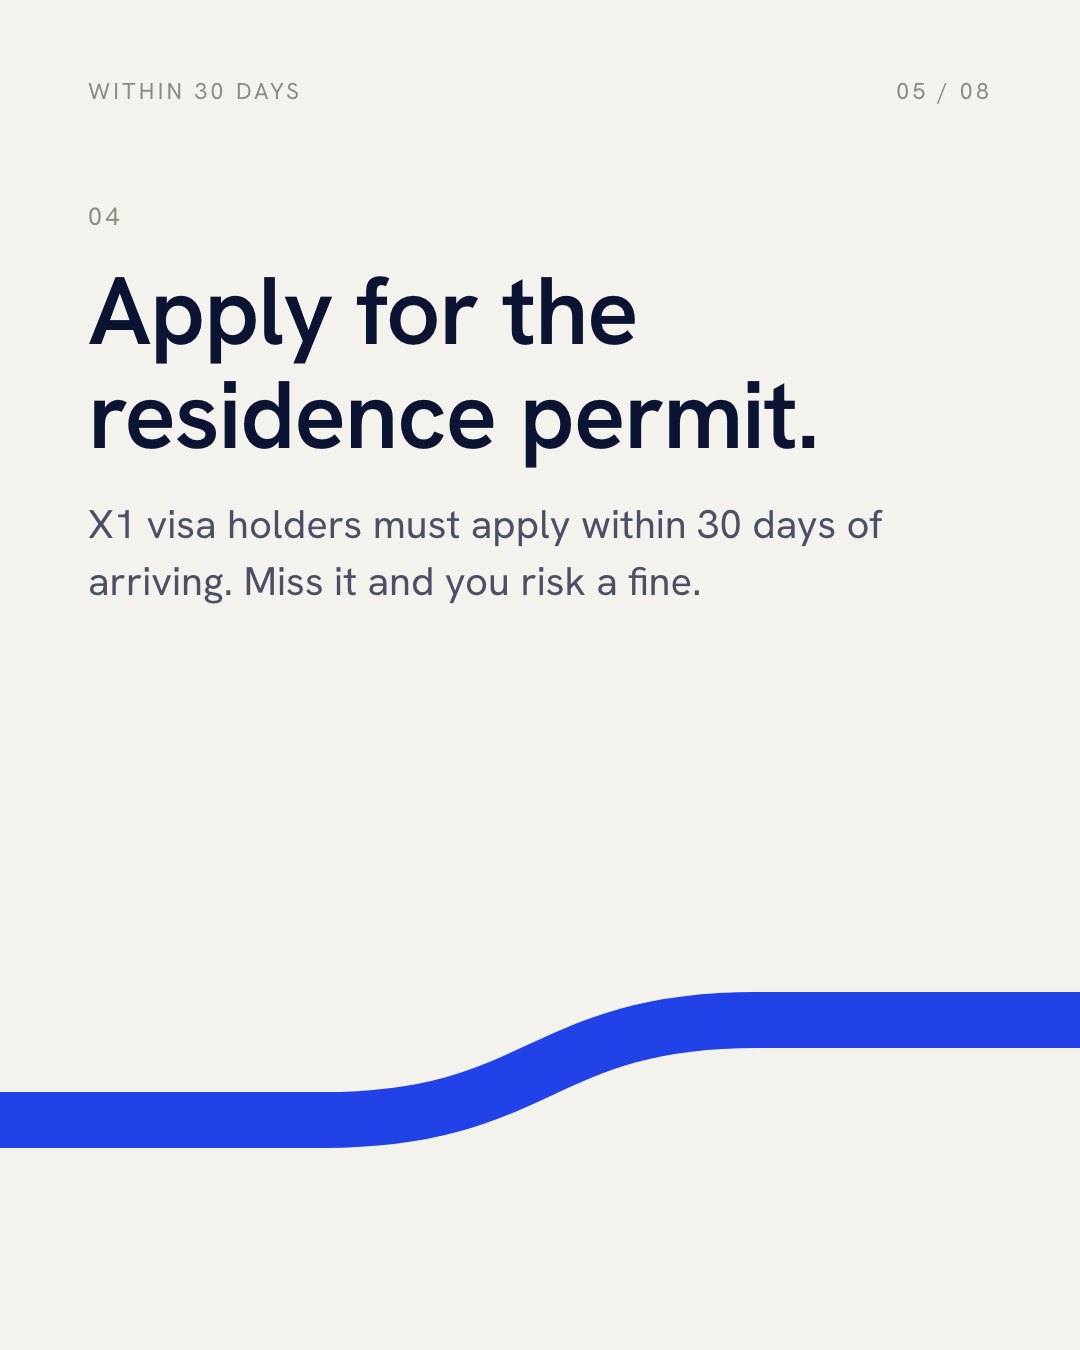 WITHIN 30 DAYS
05 / 08
04
Apply for the
residence permit.
X1 visa holders must apply within 30 days of
arriving. Miss it and you risk a fine.